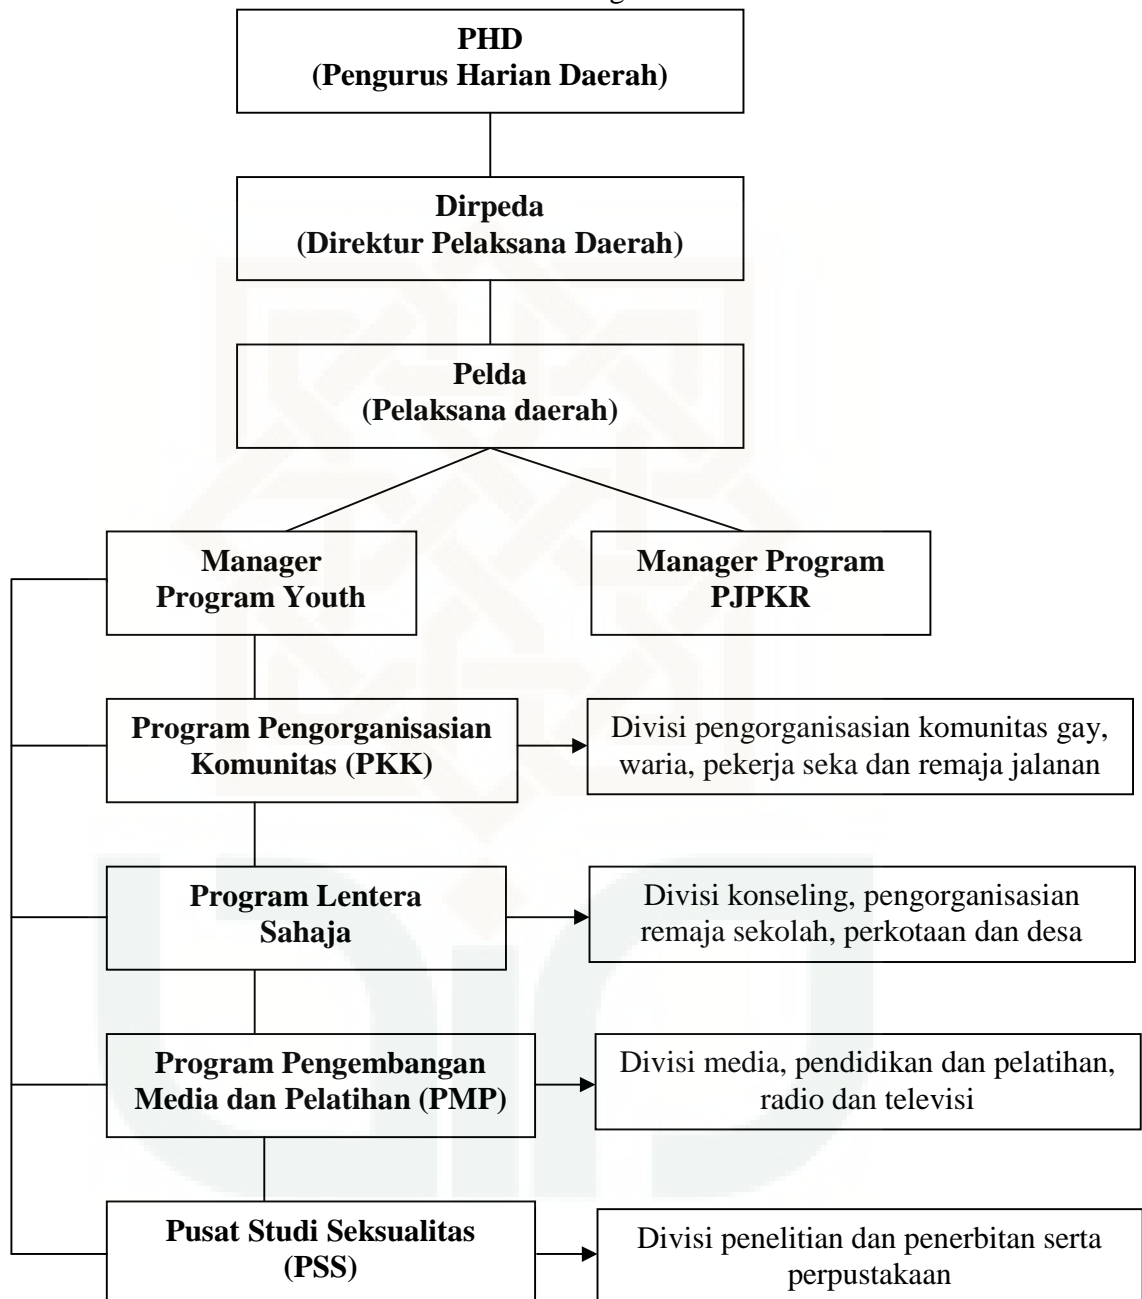 PHD
(Pengurus Harian Daerah)
Dirpeda
(Direktur Pelaksana Daerah)
Pelda
(Pelaksana daerah)
Manager
Program Youth
Manager Program
PJPKR
Program Pengorganisasian
Komunitas (PKK)
Divisi pengorganisasian komunitas gay,
waria, pekerja seka dan remaja jalanan
Program Lentera
Sahaja
Divisi konseling, pengorganisasian
remaja sekolah, perkotaan dan desa
Program Pengembangan
Media dan Pelatihan (PMP)
Divisi media, pendidikan dan pelatihan,
radio dan televisi
Pusat Studi Seksualitas
(PSS)
Divisi penelitian dan penerbitan serta
perpustakaan